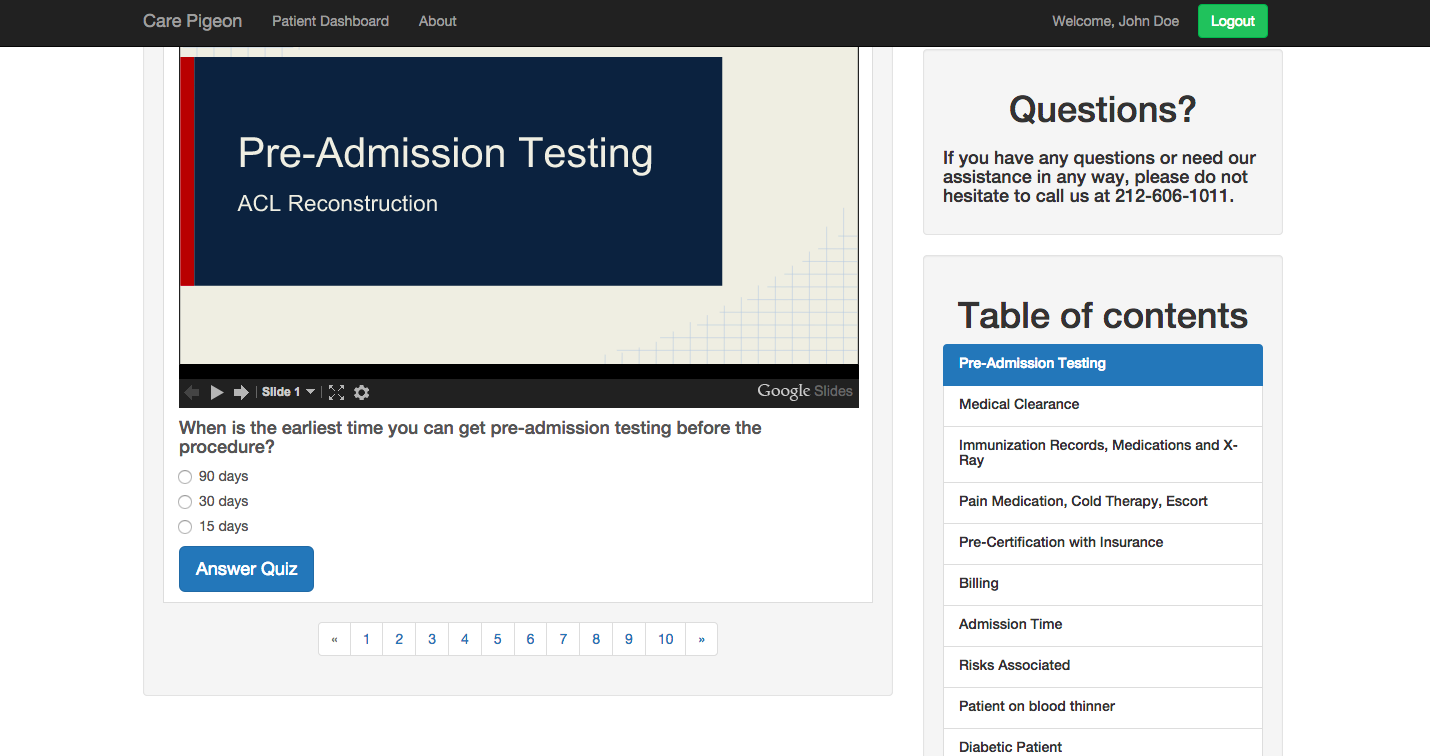 Care Pigeon Patient Dashboard About Welcome, John Doe Logout
Pre-Admission Testing
ACL Reconstruction
Slide 1 Google Slides
When is the earliest time you can get pre-admission testing before the
procedure?
90 days
30 days
15 days
Answer Quiz
« 1 2 3 4 5 6 7 8 9 10 »
Questions?
If you have any questions or need our
assistance in any way, please do not
hesitate to call us at 212-606-1011.
Table of contents
Pre-Admission Testing
Medical Clearance
Immunization Records, Medications and X-
Ray
Pain Medication, Cold Therapy, Escort
Pre-Certification with Insurance
Billing
Admission Time
Risks Associated
Patient on blood thinner
Diabetic Patient